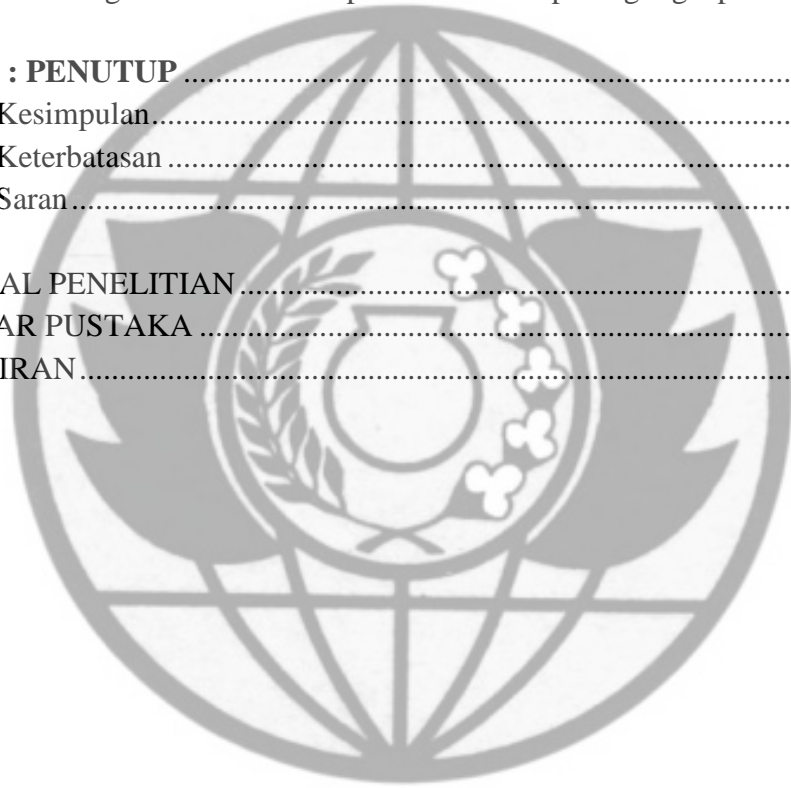 : PENUTUP
Kesimpulan
Keterbatasan
Saran
AL PENELITIAN
AR PUSTAKA
IRAN